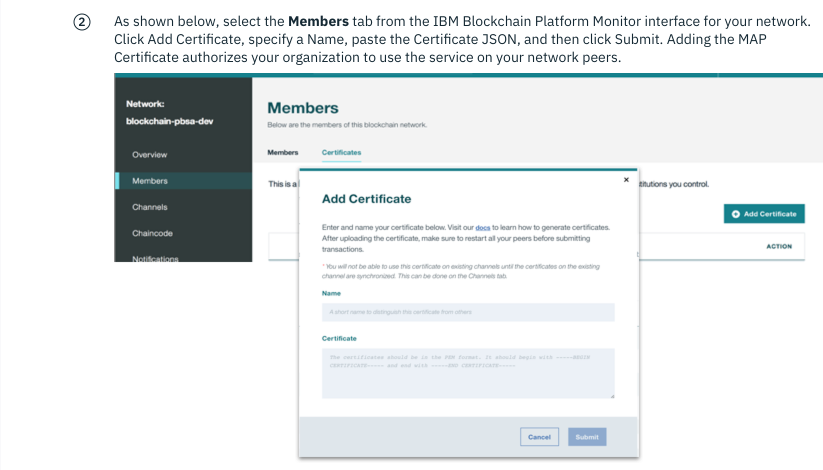 2 As shown below, select the Members tab from the IBM Blockchain Platform Monitor interface for your network.
Click Add Certificate, specify a Name, paste the Certificate JSON, and then click Submit. Adding the MAP
Certificate authorizes your organization to use the service on your network peers.
Network:
blockchain-pbsa-dev
Overview
Members
Channels
Chaincode
Notifications
Members
Below are the members of this blockchain network.
Members Certificates
This is a titutions you control.
Add Certificate
ACTION
×
Add Certificate
Enter and name your certificate below. Visit our docs to learn how to generate certificates.
After uploading the certificate, make sure to restart all your peers before submitting
transactions.
* You will not be able to use this certificate on existing channels until the certificates on the existing
channel are synchronized. This can be done on the Channels tab.
Name
A short name to distinguish this certificate from others
Certificate
The certificates should be in the PEM format. It should begin with -----BEGIN
CERTIFICATE----- and end with -----END CERTIFICATE-----
Cancel Submit